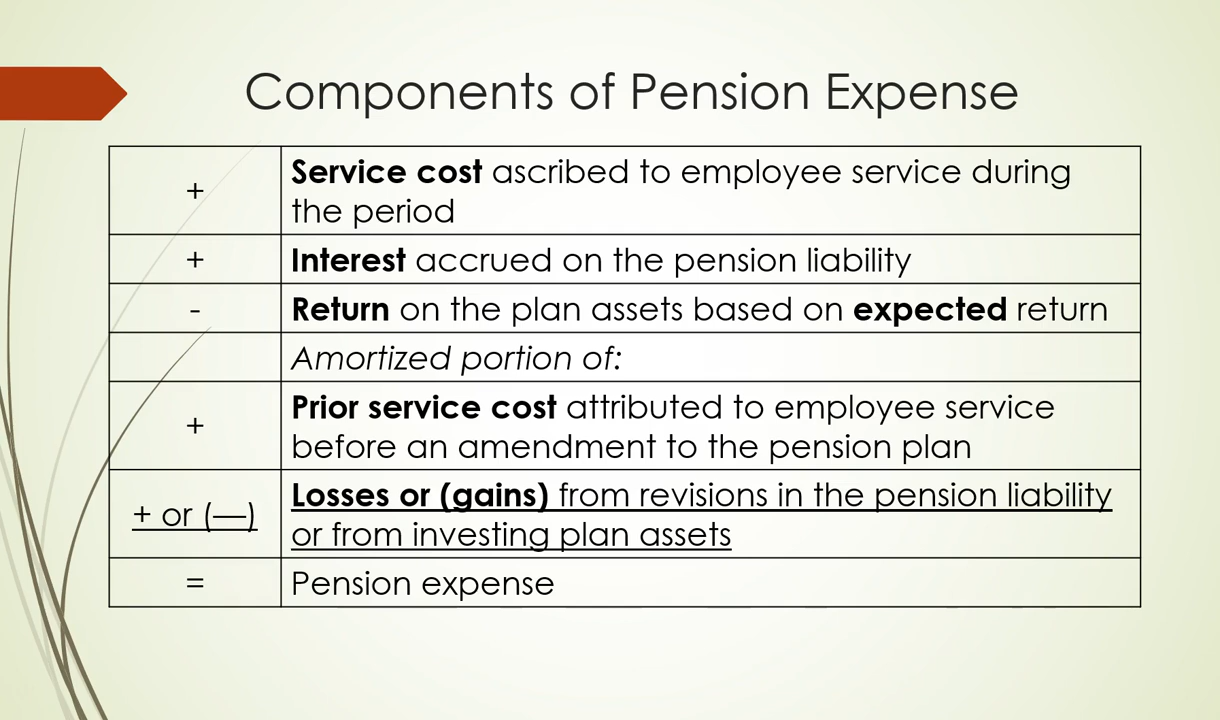 Components of Pension Expense
+
Service cost ascribed to employee service during
the period
+
Interest accrued on the pension liability
-
Return on the plan assets based on expected return
Amortized portion of:
+
Prior service cost attributed to employee service
before an amendment to the pension plan
+ or (—)
Losses or (gains) from revisions in the pension liability
or from investing plan assets
=
Pension expense